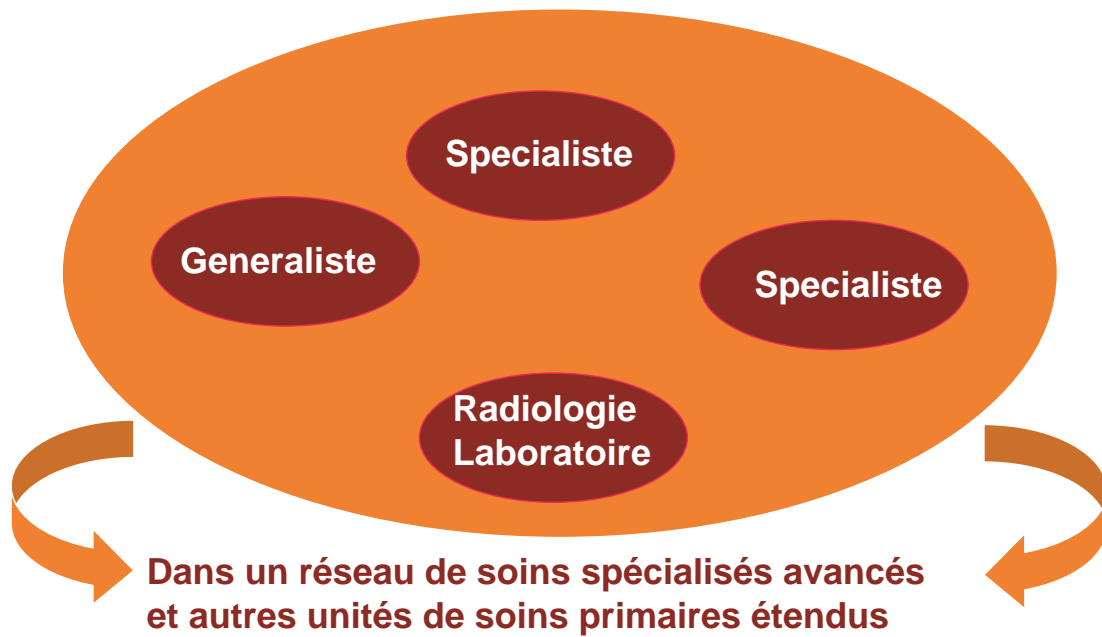 Specialiste
Generaliste
Specialiste
Radiologie
Laboratoire
Dans un réseau de soins spécialisés avancés
et autres unités de soins primaires étendus